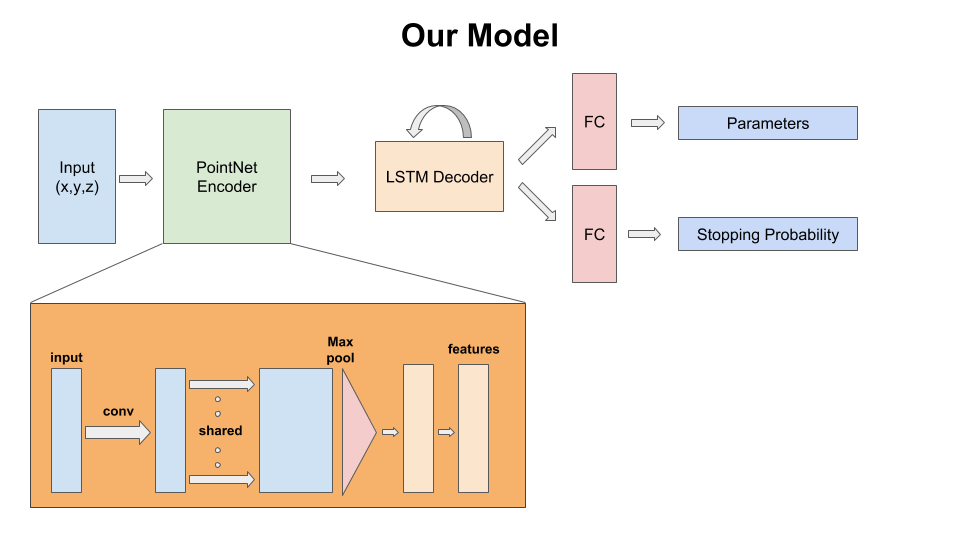 Our Model
Input
(x,y,z)
PointNet
Encoder
LSTM Decoder
FC
Parameters
FC
Stopping Probability
input
conv
shared
Max
pool
features